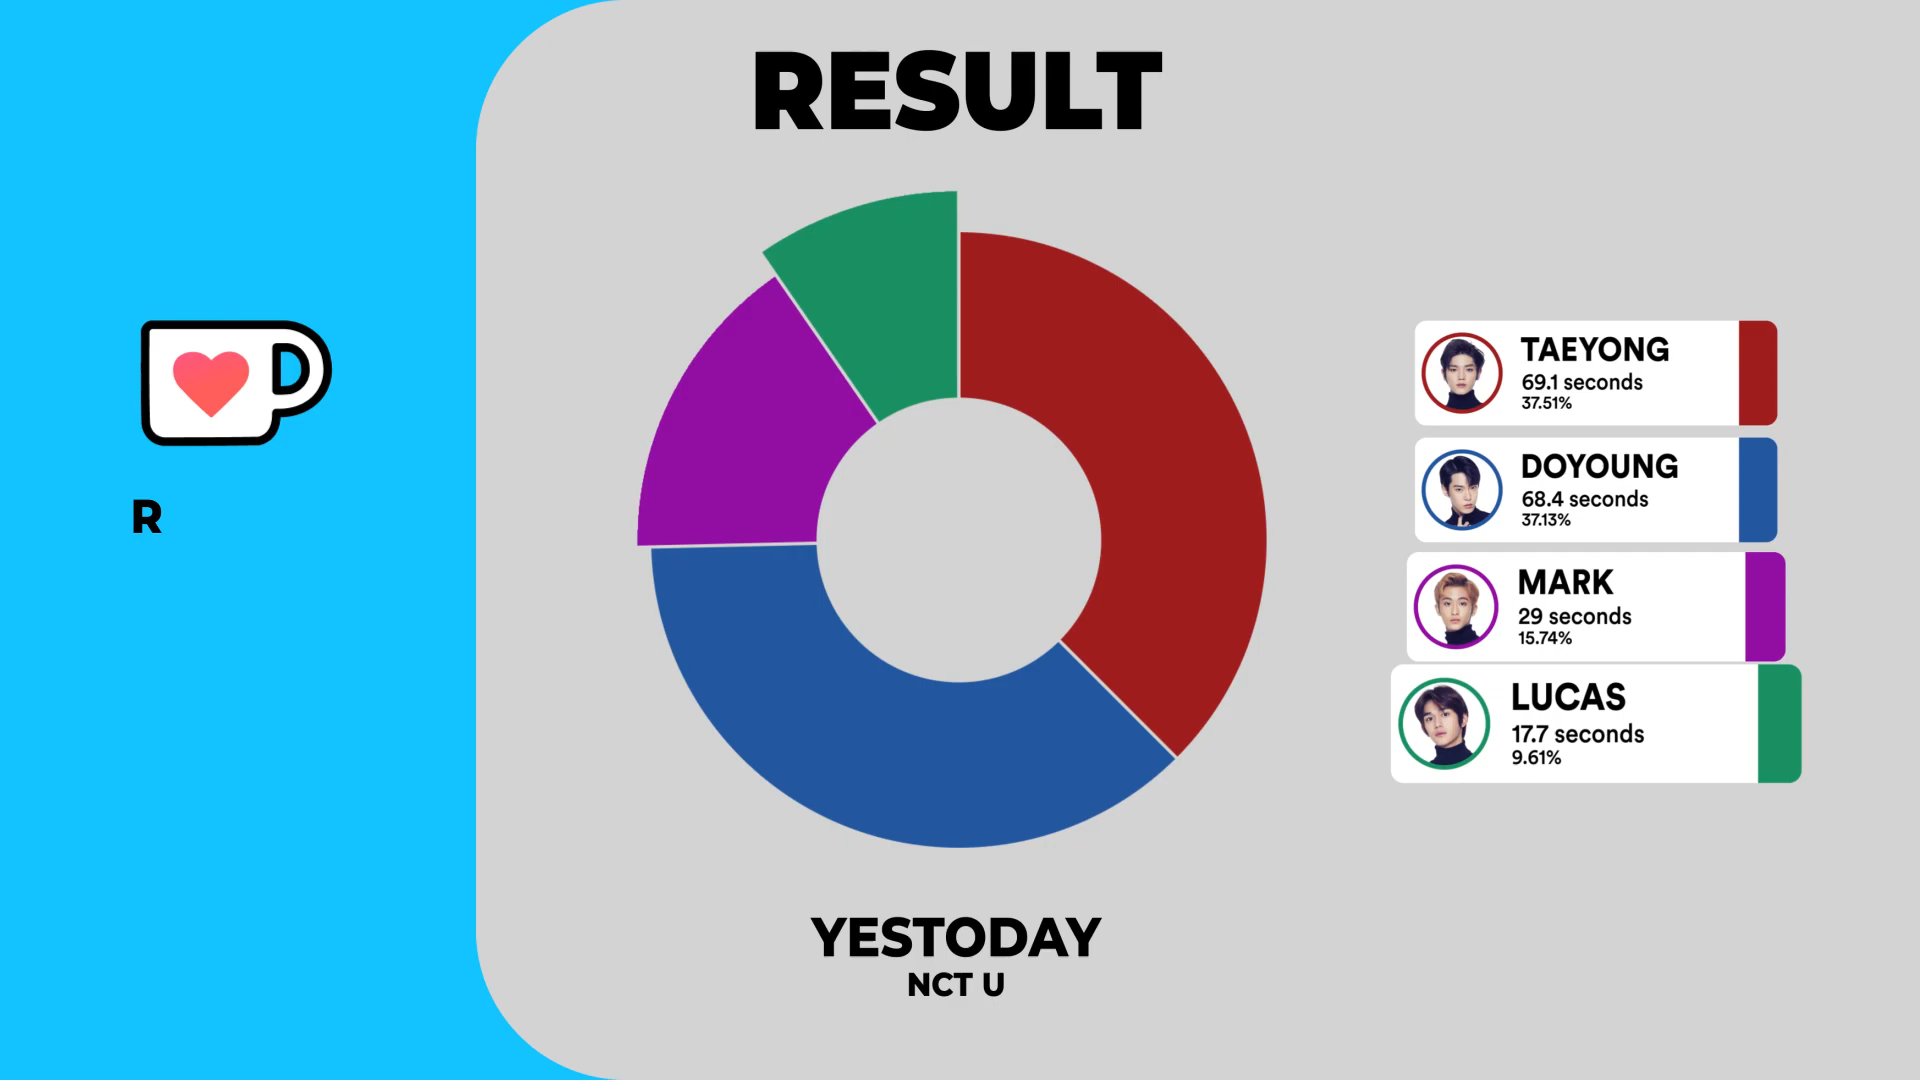 RESULT
R
TAEYONG
69.1 seconds
37.51%
DOYOUNG
68.4 seconds
37.13%
MARK
29 seconds
15.74%
LUCAS
17.7 seconds
9.61%
YESTODAY
NCT U